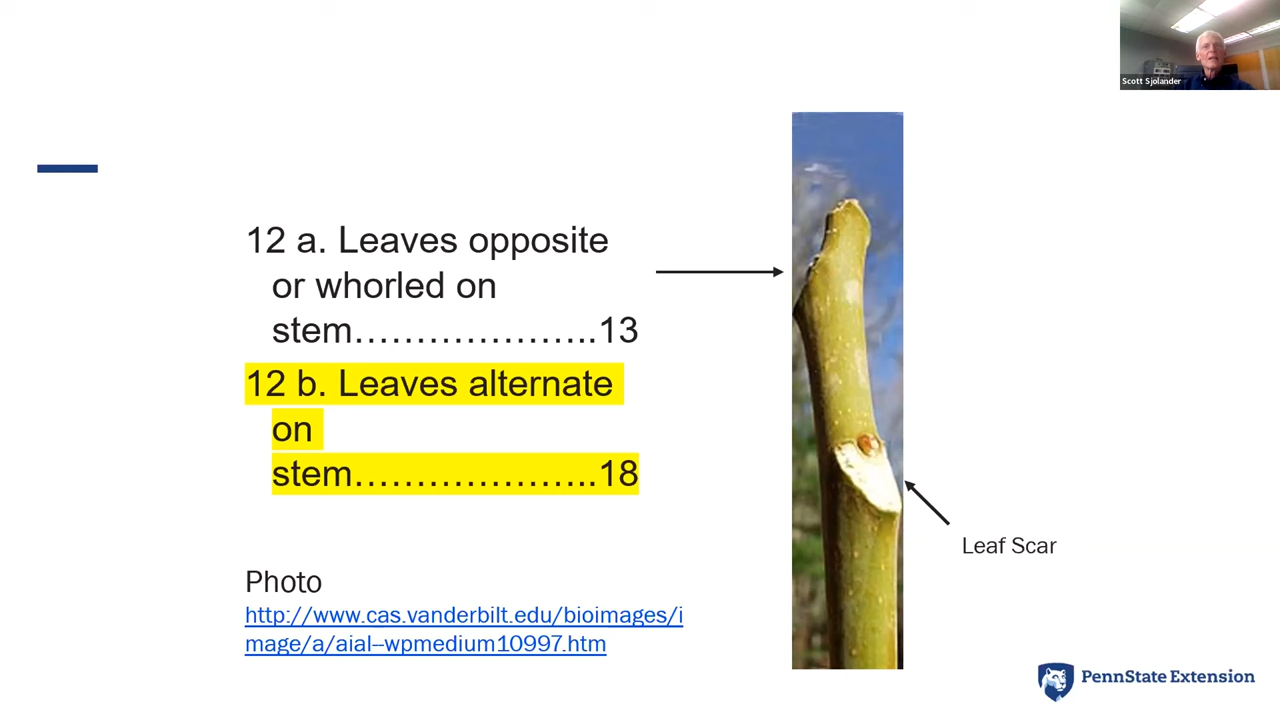 Scott Sjolander
12 a. Leaves opposite
or whorled on
stem…………………..13
12 b. Leaves alternate
on
stem………………..18
Leaf Scar
Photo
http://www.cas.vanderbilt.edu/bioimages/i
mage/a/aial--wpmedium10997.htm
PennState Extension